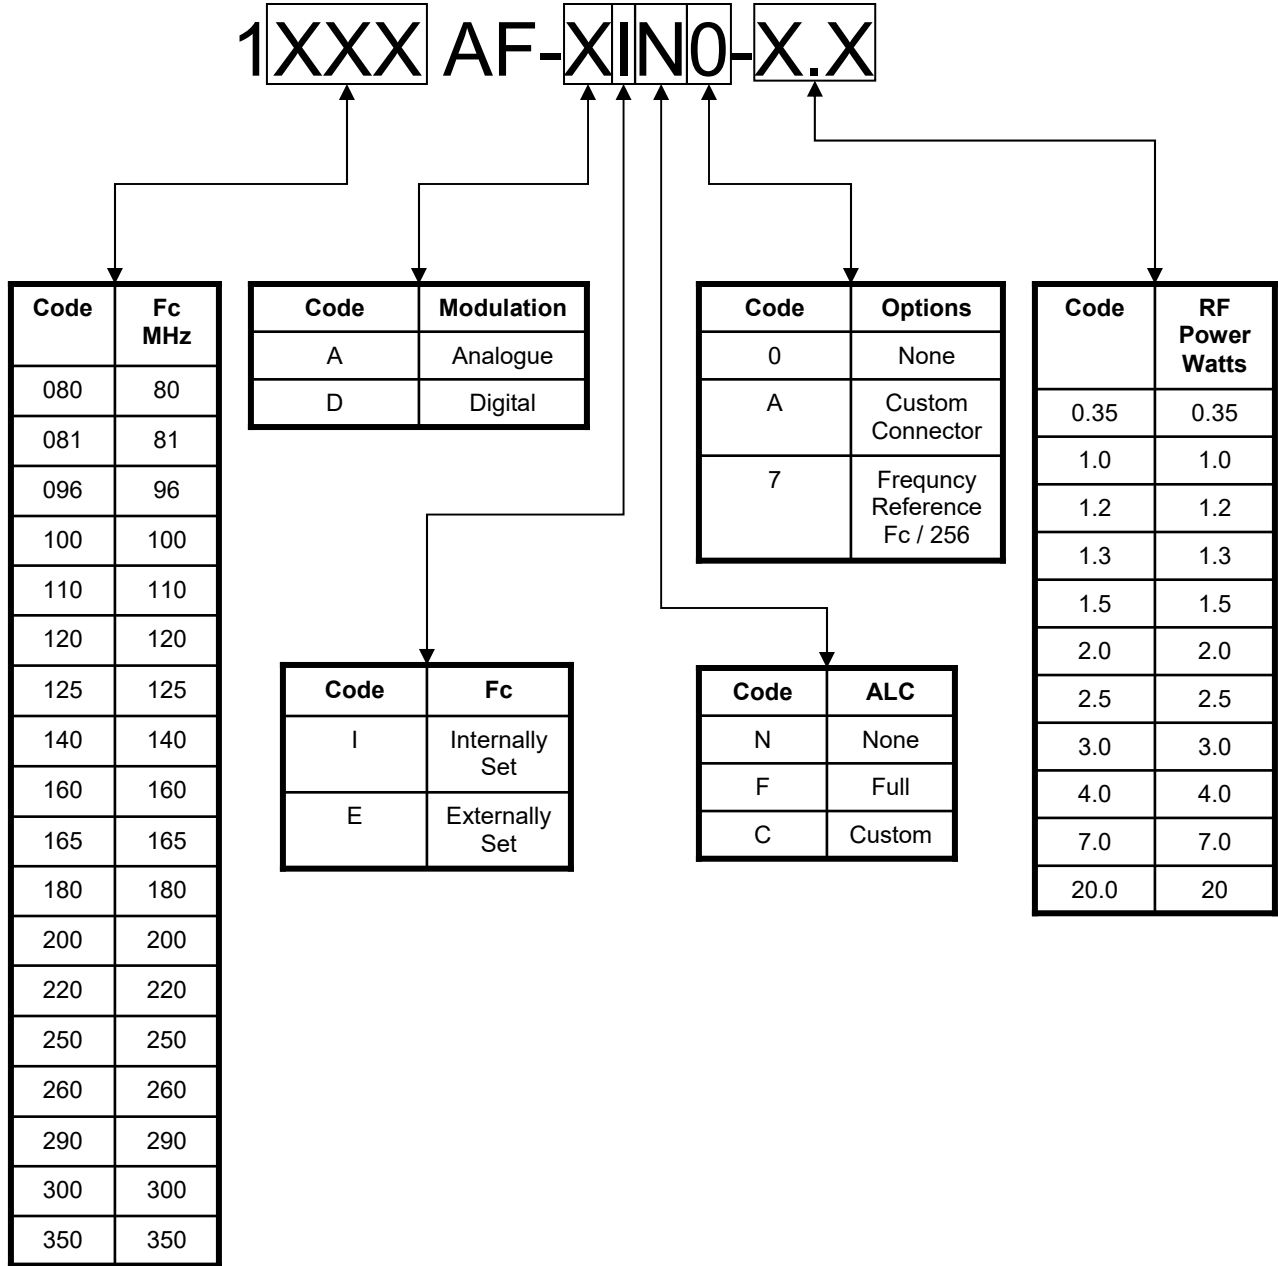 1XXX AF-XIN0-X.X
Code Fc MHz
080 80
081 81
096 96
100 100
110 110
120 120
125 125
140 140
160 160
165 165
180 180
200 200
220 220
250 250
260 260
290 290
300 300
350 350
Code Modulation
A Analogue
D Digital
Code Fc
I Internally Set
E Externally Set
Code Options
0 None
A Custom Connector
7 Frequncy Reference Fc / 256
Code ALC
N None
F Full
C Custom
Code RF Power Watts
0.35 0.35
1.0 1.0
1.2 1.2
1.3 1.3
1.5 1.5
2.0 2.0
2.5 2.5
3.0 3.0
4.0 4.0
7.0 7.0
20.0 20